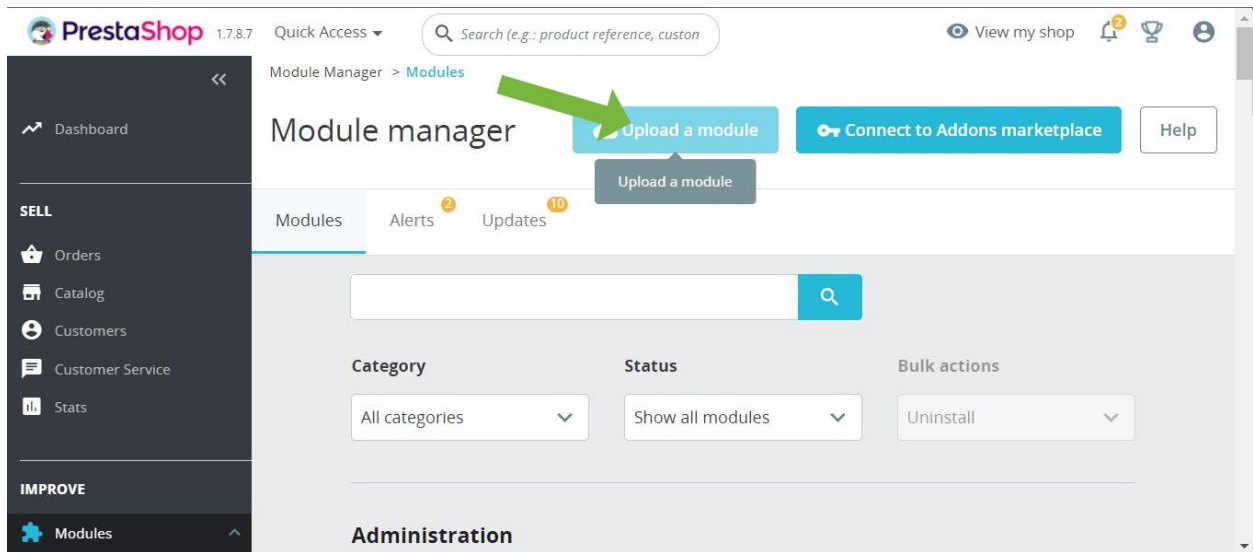 PrestaShop 1.7.8.7 Quick Access Search (e.g.: product reference, custon View my shop 2
Module Manager > Modules
Dashboard
Module manager Upload a module Connect to Addons marketplace Help
Upload a module
SELL
Modules Alerts 2 Updates 10
Orders
Catalog
Customers
Customer Service
Stats
Category Status Bulk actions
All categories Show all modules Uninstall
IMPROVE
Modules
Administration